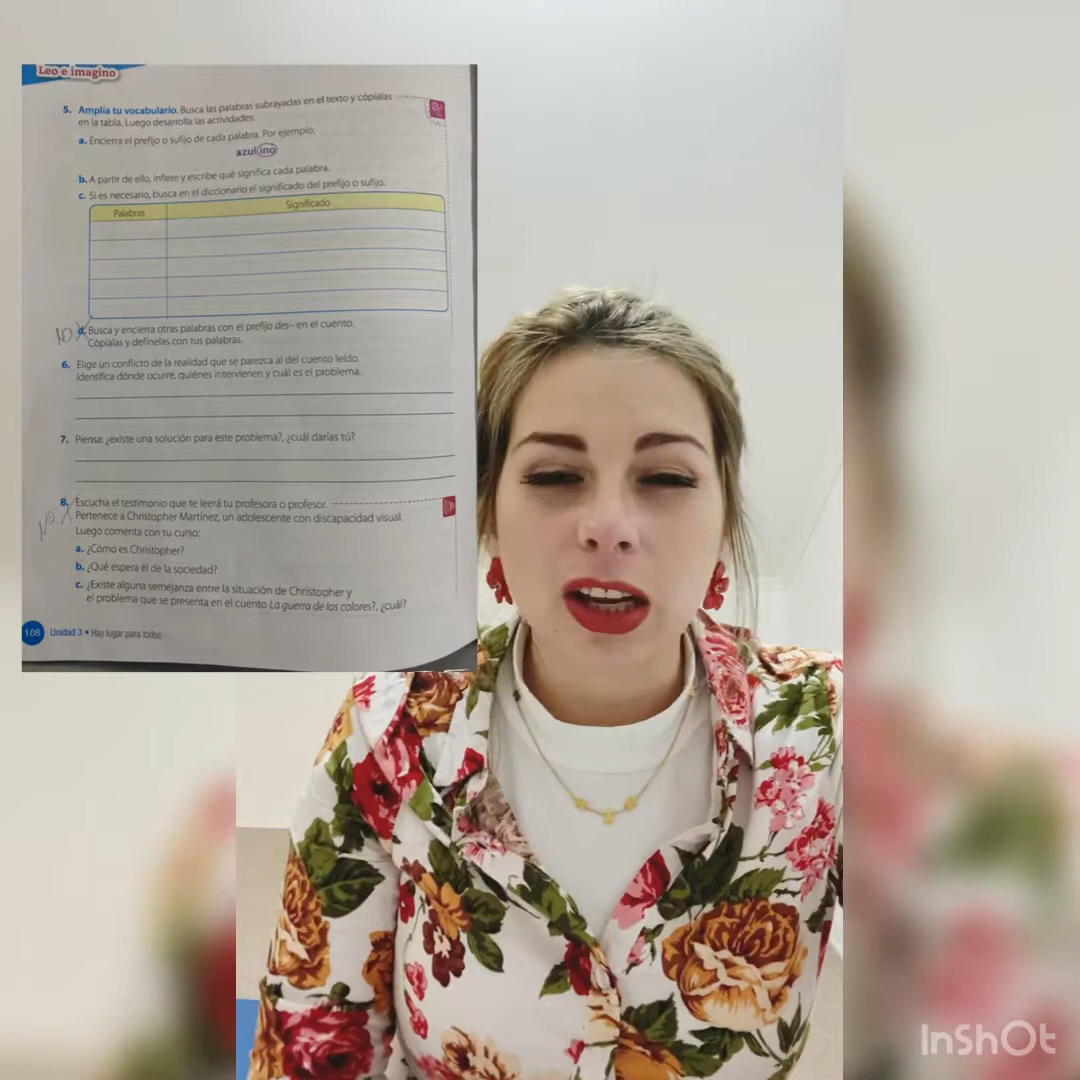 Leo e imagino
5. Amplía tu vocabulario. Busca las palabras subrayadas en el texto y cópialas
en la tabla. Luego desarrolla las actividades.
a. Encierra el prefijo o sufijo de cada palabra. Por ejemplo:
azulino
b. A partir de ello, infiere y escribe qué significa cada palabra.
c. Si es necesario, busca en el diccionario el significado del prefijo o sufijo.
Palabras Significado
NO d. Busca y encierra otras palabras con el prefijo des- en el cuento.
Cópialas y defínelas con tus palabras.
6. Elige un conflicto de la realidad que se parezca al del cuento leído.
Identifica dónde ocurre, quiénes intervienen y cuál es el problema.
7. Piensa: ¿existe una solución para este problema?, ¿cuál darías tú?
NO 8. Escucha el testimonio que te leerá tu profesora o profesor.
Pertenece a Christopher Martínez, un adolescente con discapacidad visual.
Luego comenta con tu curso:
a. ¿Cómo es Christopher?
b. ¿Qué espera él de la sociedad?
c. ¿Existe alguna semejanza entre la situación de Christopher y
el problema que se presenta en el cuento La guerra de los colores?, ¿cuál?
108 Unidad 3 • Hay lugar para todos
InShOt